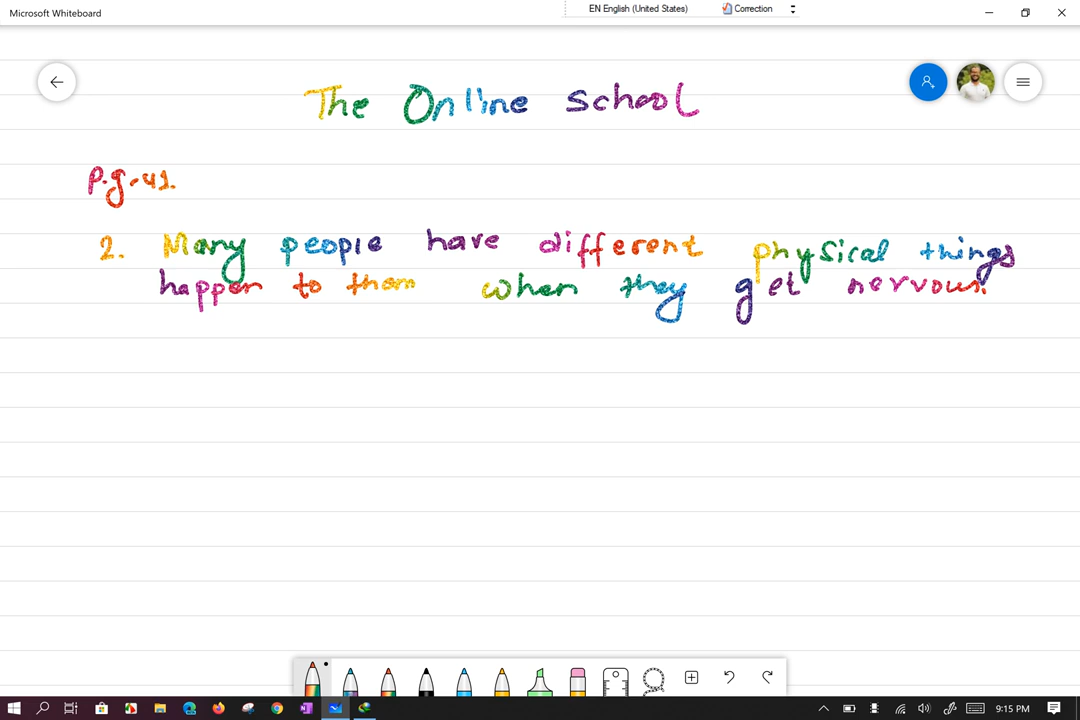 Microsoft Whiteboard
EN English (United States) Correction
The Online School
P.g-41.
2. Many people have different physical things
happen to them when they get nervous.
9:15 PM